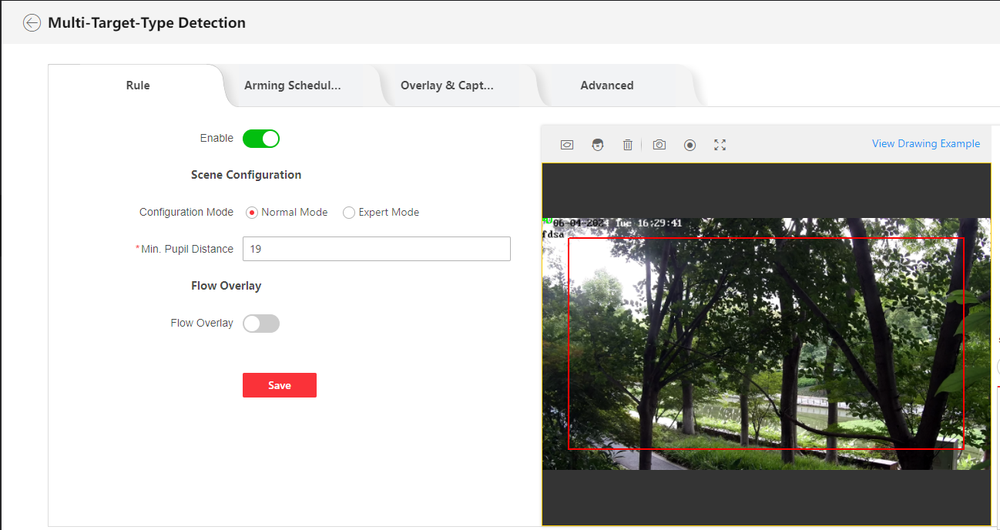 Multi-Target-Type Detection
Rule
Arming Schedul...
Overlay & Capt...
Advanced
Enable
Scene Configuration
Configuration Mode
Normal Mode
Expert Mode
*Min. Pupil Distance
19
Flow Overlay
Flow Overlay
Save
View Drawing Example
06-04-2024 Tue 16:29:41
fdsa